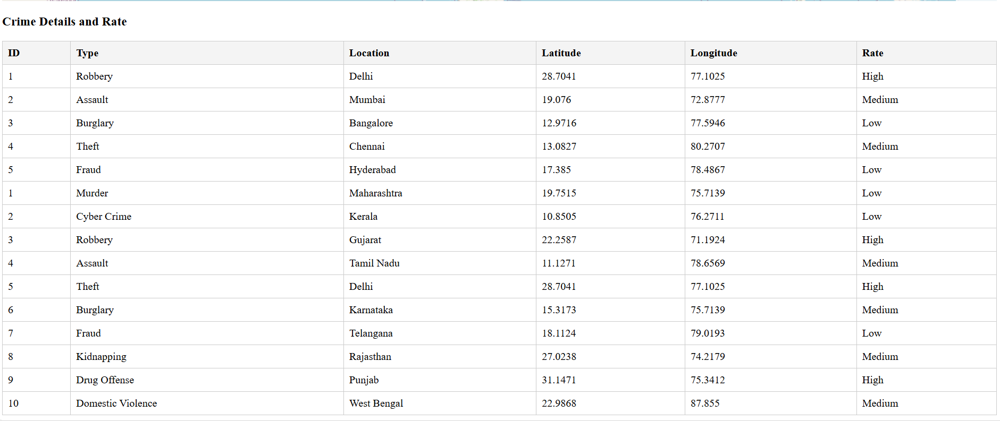 Crime Details and Rate
ID Type Location Latitude Longitude Rate
1 Robbery Delhi 28.7041 77.1025 High
2 Assault Mumbai 19.076 72.8777 Medium
3 Burglary Bangalore 12.9716 77.5946 Low
4 Theft Chennai 13.0827 80.2707 Medium
5 Fraud Hyderabad 17.385 78.4867 Low
1 Murder Maharashtra 19.7515 75.7139 Low
2 Cyber Crime Kerala 10.8505 76.2711 Low
3 Robbery Gujarat 22.2587 71.1924 High
4 Assault Tamil Nadu 11.1271 78.6569 Medium
5 Theft Delhi 28.7041 77.1025 High
6 Burglary Karnataka 15.3173 75.7139 Medium
7 Fraud Telangana 18.1124 79.0193 Low
8 Kidnapping Rajasthan 27.0238 74.2179 Medium
9 Drug Offense Punjab 31.1471 75.3412 High
10 Domestic Violence West Bengal 22.9868 87.855 Medium